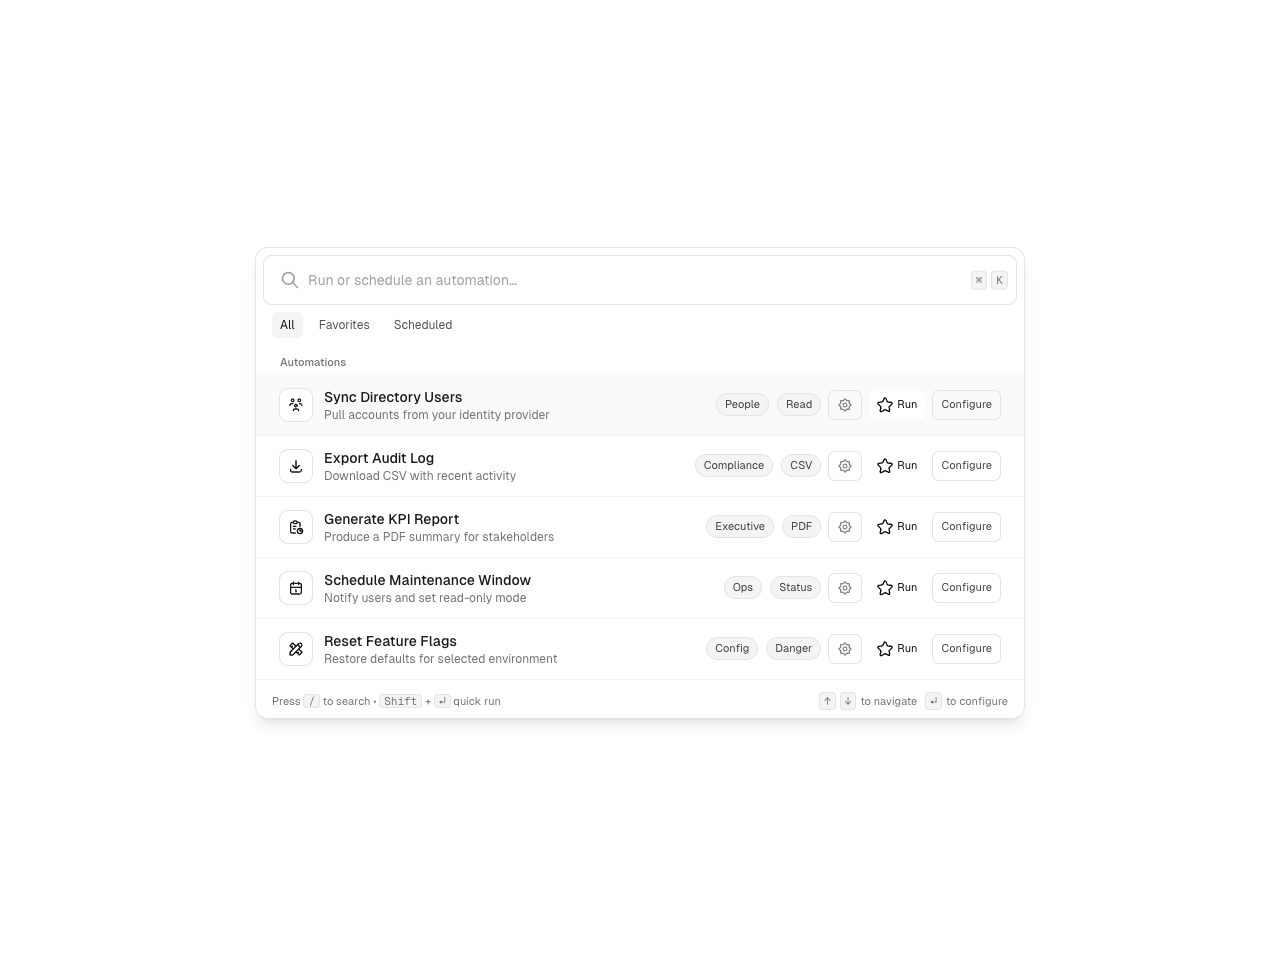 Run or schedule an automation... ⌘ K
All Favorites Scheduled
Automations
Sync Directory Users
Pull accounts from your identity provider
People Read Run Configure
Export Audit Log
Download CSV with recent activity
Compliance CSV Run Configure
Generate KPI Report
Produce a PDF summary for stakeholders
Executive PDF Run Configure
Schedule Maintenance Window
Notify users and set read-only mode
Ops Status Run Configure
Reset Feature Flags
Restore defaults for selected environment
Config Danger Run Configure
Press / to search • Shift + ↵ quick run
↑ ↓ to navigate ↵ to configure